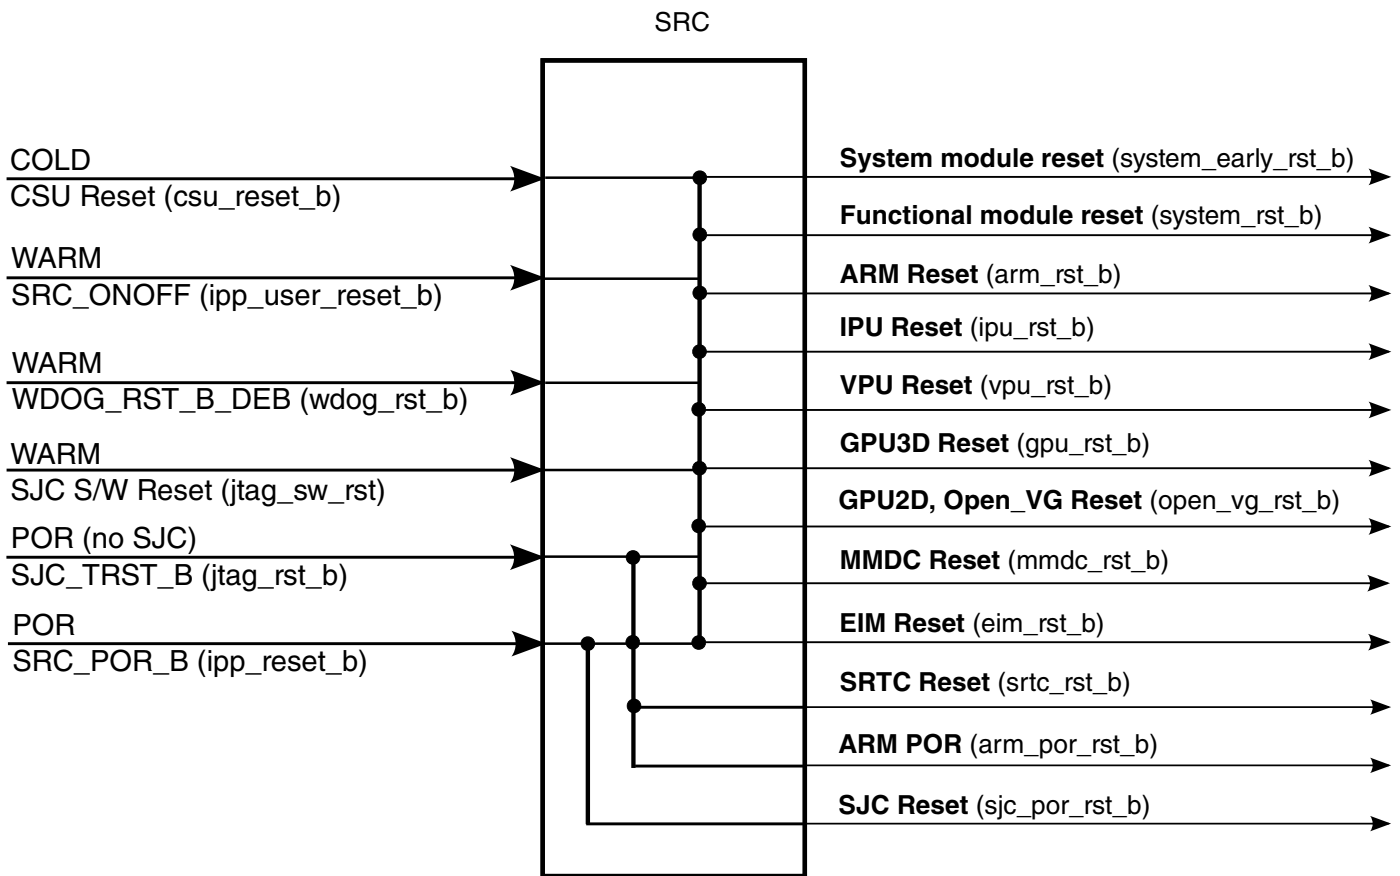 SRC
COLD
CSU Reset (csu_reset_b)
WARM
SRC_ONOFF (ipp_user_reset_b)
WARM
WDOG_RST_B_DEB (wdog_rst_b)
WARM
SJC S/W Reset (jtag_sw_rst)
POR (no SJC)
SJC_TRST_B (jtag_rst_b)
POR
SRC_POR_B (ipp_reset_b)
System module reset (system_early_rst_b)
Functional module reset (system_rst_b)
ARM Reset (arm_rst_b)
IPU Reset (ipu_rst_b)
VPU Reset (vpu_rst_b)
GPU3D Reset (gpu_rst_b)
GPU2D, Open_VG Reset (open_vg_rst_b)
MMDC Reset (mmdc_rst_b)
EIM Reset (eim_rst_b)
SRTC Reset (srtc_rst_b)
ARM POR (arm_por_rst_b)
SJC Reset (sjc_por_rst_b)